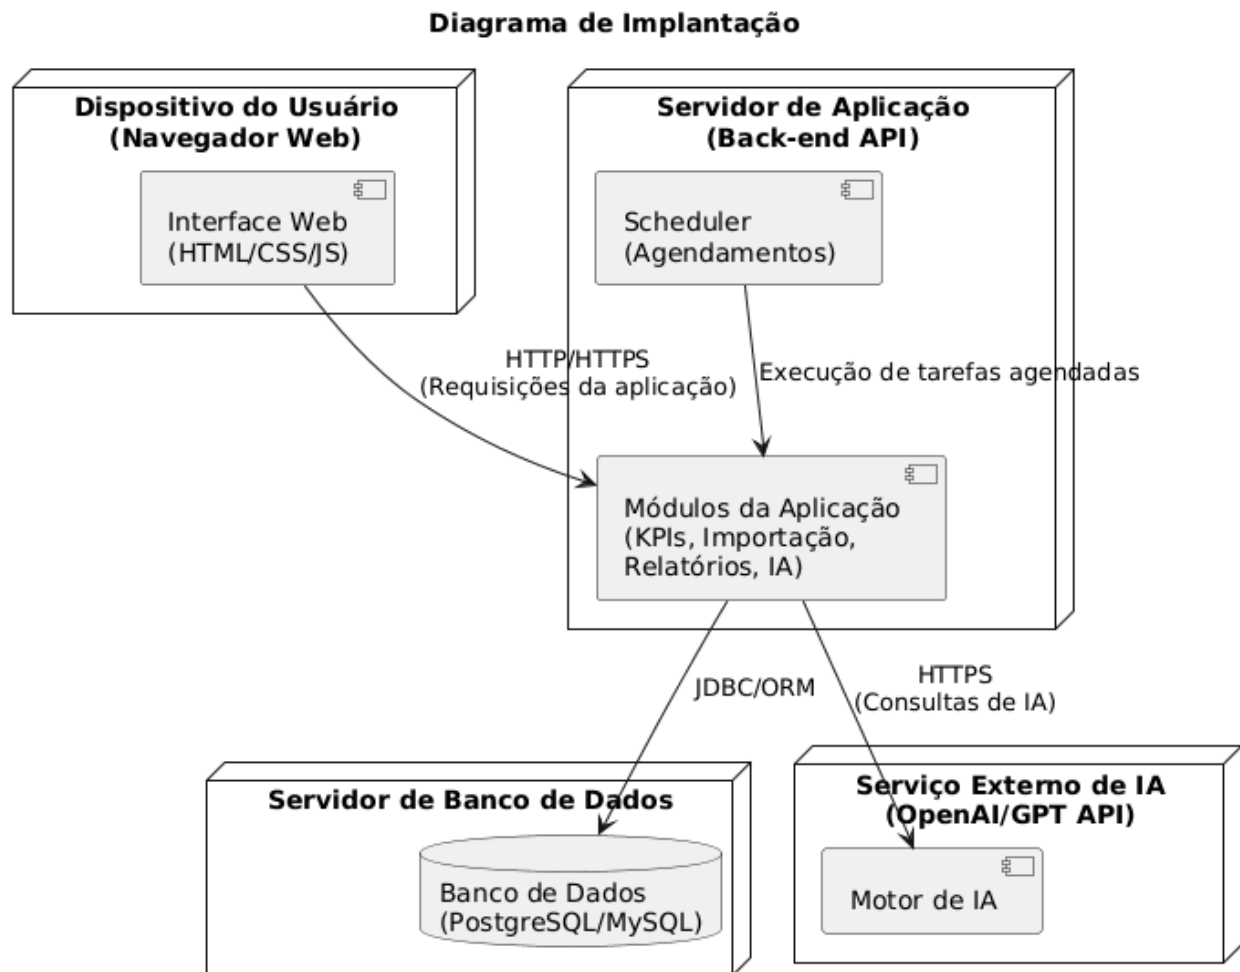 Diagrama de Implantação
Dispositivo do Usuário
(Navegador Web)
Interface Web
(HTML/CSS/JS)
Servidor de Aplicação
(Back-end API)
Scheduler
(Agendamentos)
HTTP/HTTPS
(Requisições da aplicação)
Execução de tarefas agendadas
Módulos da Aplicação
(KPIs, Importação,
Relatórios, IA)
JDBC/ORM
HTTPS
(Consultas de IA)
Servidor de Banco de Dados
Banco de Dados
(PostgreSQL/MySQL)
Serviço Externo de IA
(OpenAI/GPT API)
Motor de IA